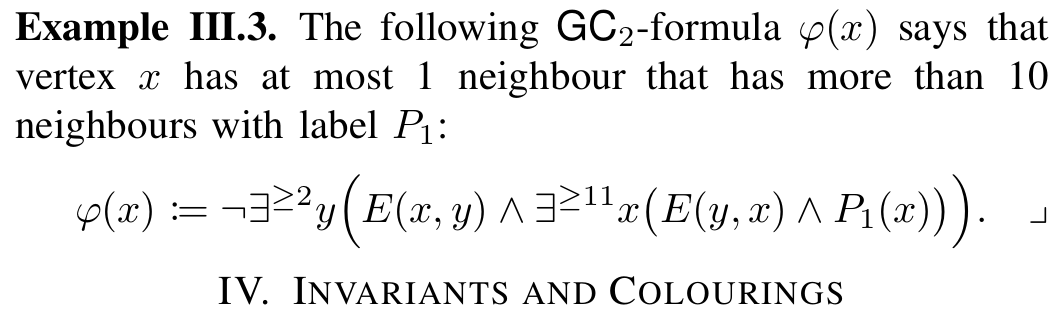 Example III.3. The following GC₂-formula φ(x) says that
vertex x has at most 1 neighbour that has more than 10
neighbours with label P₁:
φ(x) := ¬∃≥2y(E(x, y) ∧ ∃≥11x(E(y, x) ∧ P₁(x))). ⌟
IV. INVARIANTS AND COLOURINGS